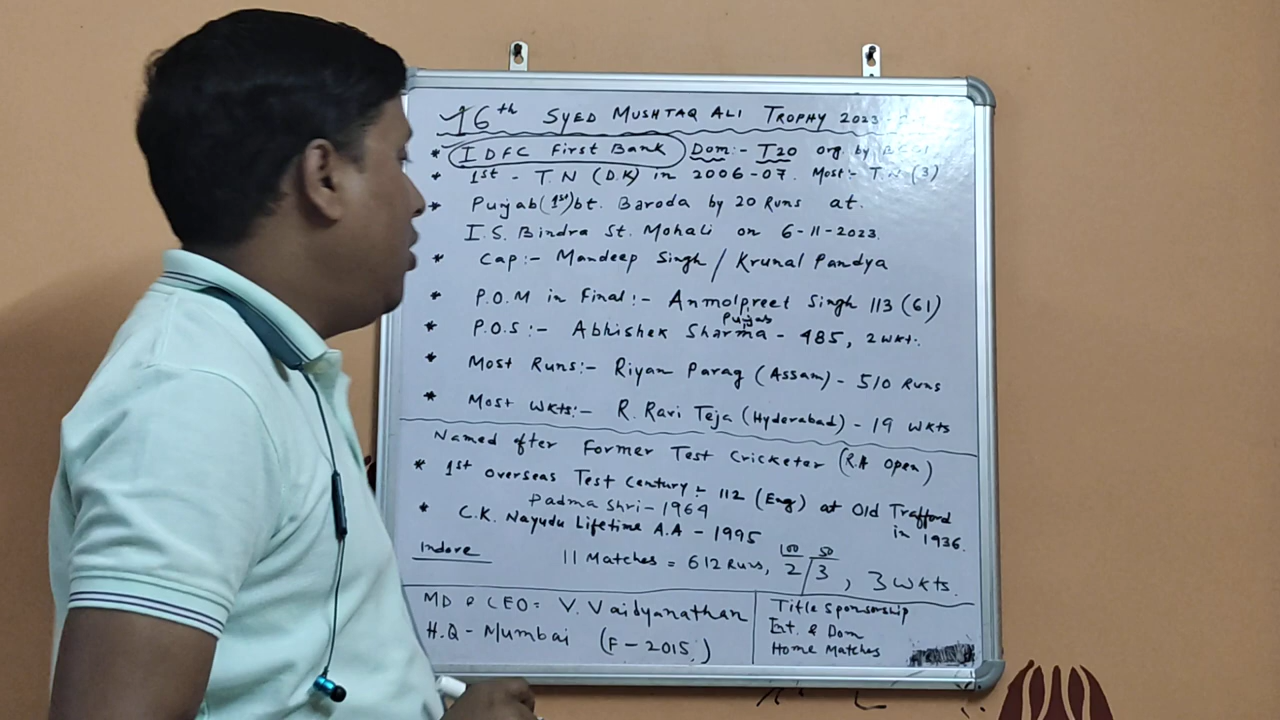 16th SYED MUSHTAQ ALI TROPHY 2023
* IDFC First Bank Dom:- T20 org. by BCCI
* 1st - T.N (D.K) in 2006-07. Most:- T.N (3)
* Punjab (1st) bt. Baroda by 20 Runs at.
I.S. Bindra St. Mohali on 6-11-2023.
* Cap:- Mandeep Singh / Krunal Pandya
* P.O.M in Final:- Anmolpreet Singh 113 (61)
Punjab
* P.O.S:- Abhishek Sharma - 485, 2 wkt.
* Most Runs:- Riyan Parag (Assam) - 510 Runs
* Most Wkts:- R. Ravi Teja (Hyderabad) - 19 Wkts
Named after Former Test Cricketer (R.H Open)
* 1st Overseas Test Century:- 112 (Eng) at Old Trafford in 1936.
Padma Shri - 1964
* C.K. Nayudu Lifetime A.A - 1995
Indore 11 Matches = 612 Runs, 100/2 / 50/3, 3 wkts.
MD & CEO = V. Vaidyanathan
H.Q - Mumbai (F - 2015.)
Title Sponsorship
Int. & Dom
Home Matches